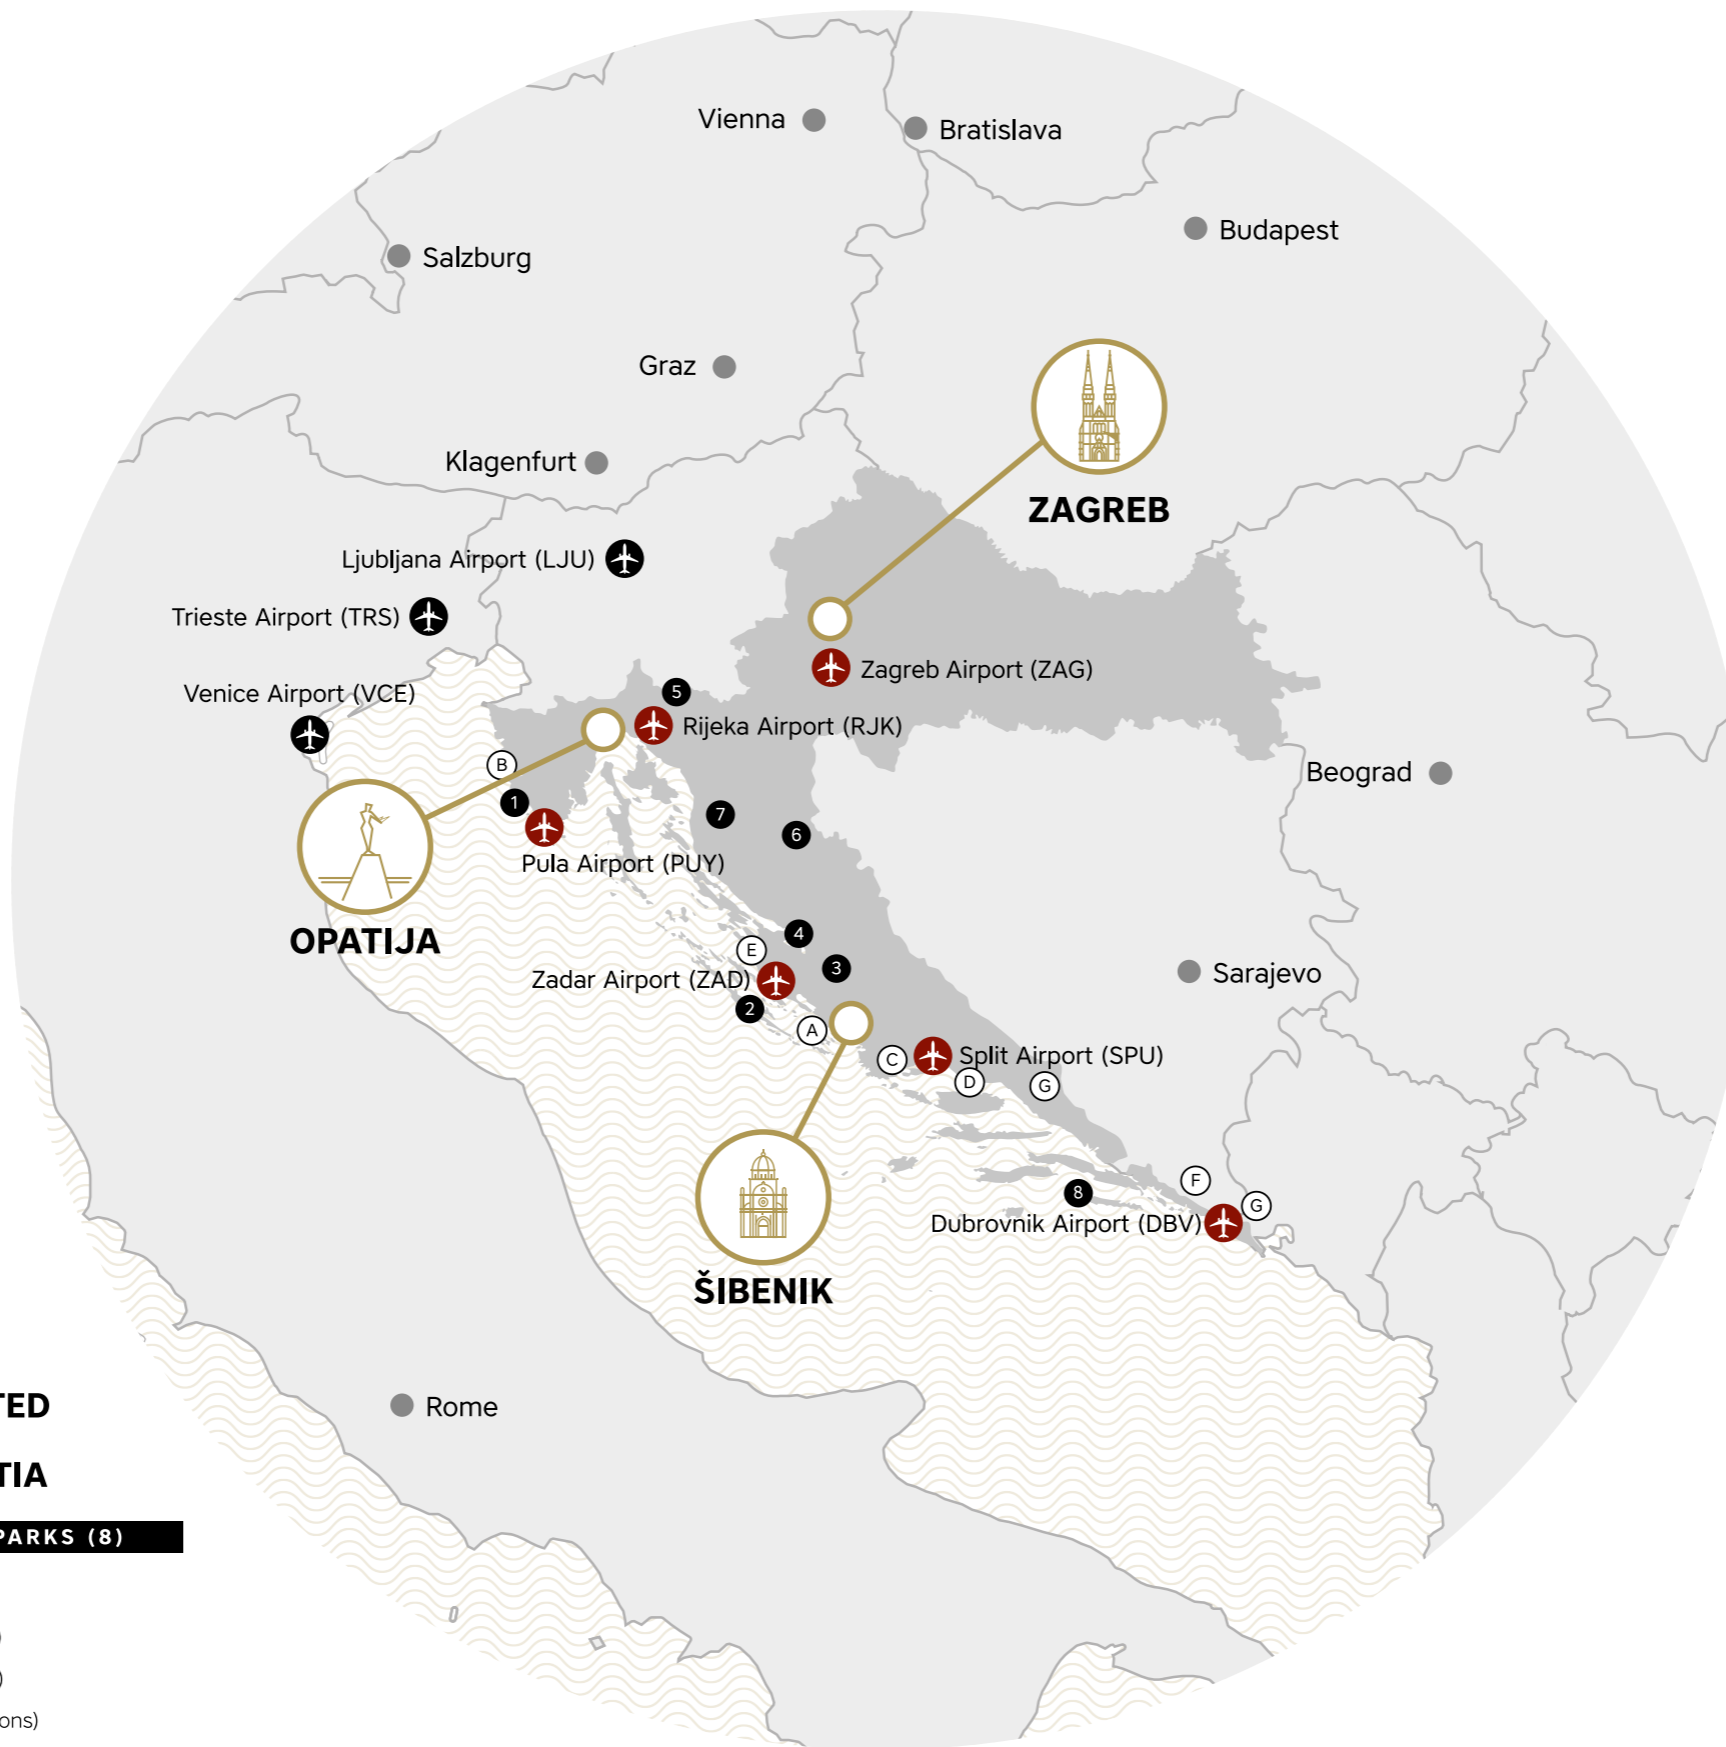 Vienna
Bratislava
Budapest
Salzburg
Graz
Klagenfurt
ZAGREB
Ljubljana Airport (LJU)
Trieste Airport (TRS)
Zagreb Airport (ZAG)
Venice Airport (VCE)
5
Rijeka Airport (RJK)
B
Beograd
1
7
6
Pula Airport (PUY)
OPATIJA
4
E
3
Zadar Airport (ZAD)
Sarajevo
2
A
C
Split Airport (SPU)
D
G
F
8
G
Dubrovnik Airport (DBV)
ŠIBENIK
Rome
TED
TIA
PARKS (8)
)
)
ons)